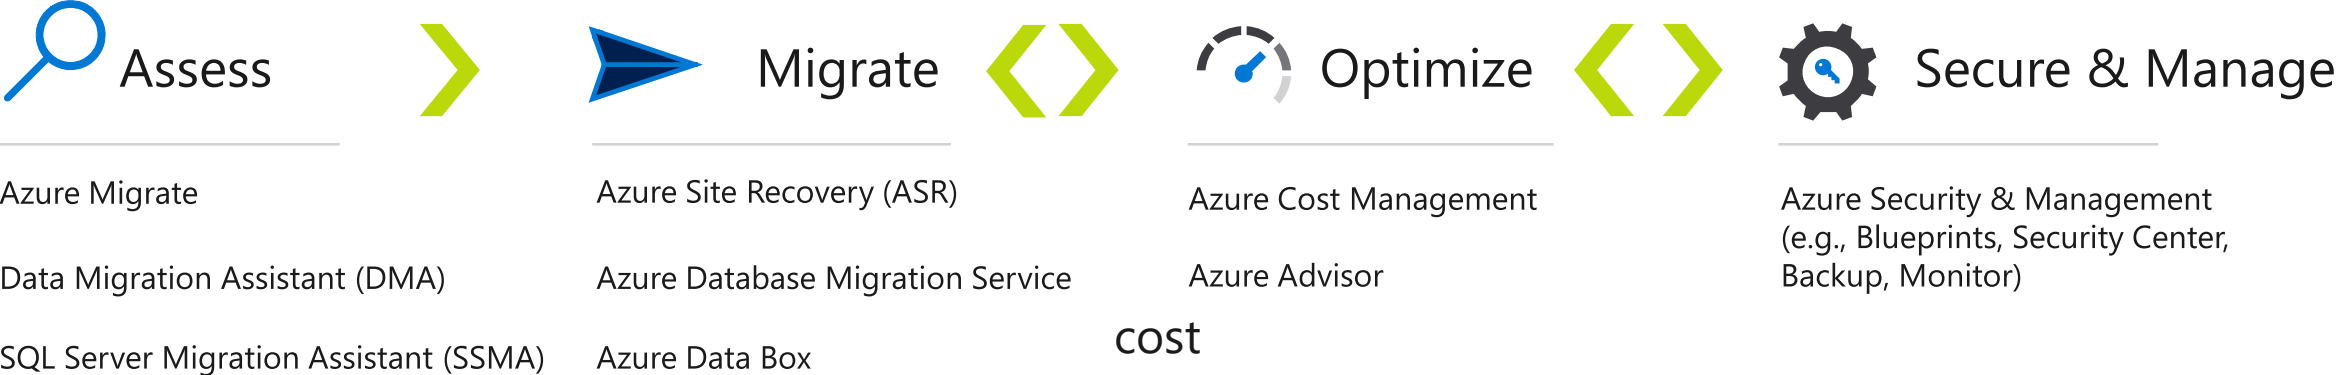 Assess
Migrate
Optimize
Secure & Manage
Azure Migrate
Data Migration Assistant (DMA)
SQL Server Migration Assistant (SSMA)
Azure Site Recovery (ASR)
Azure Database Migration Service
Azure Data Box
Azure Cost Management
Azure Advisor
cost
Azure Security & Management
(e.g., Blueprints, Security Center,
Backup, Monitor)